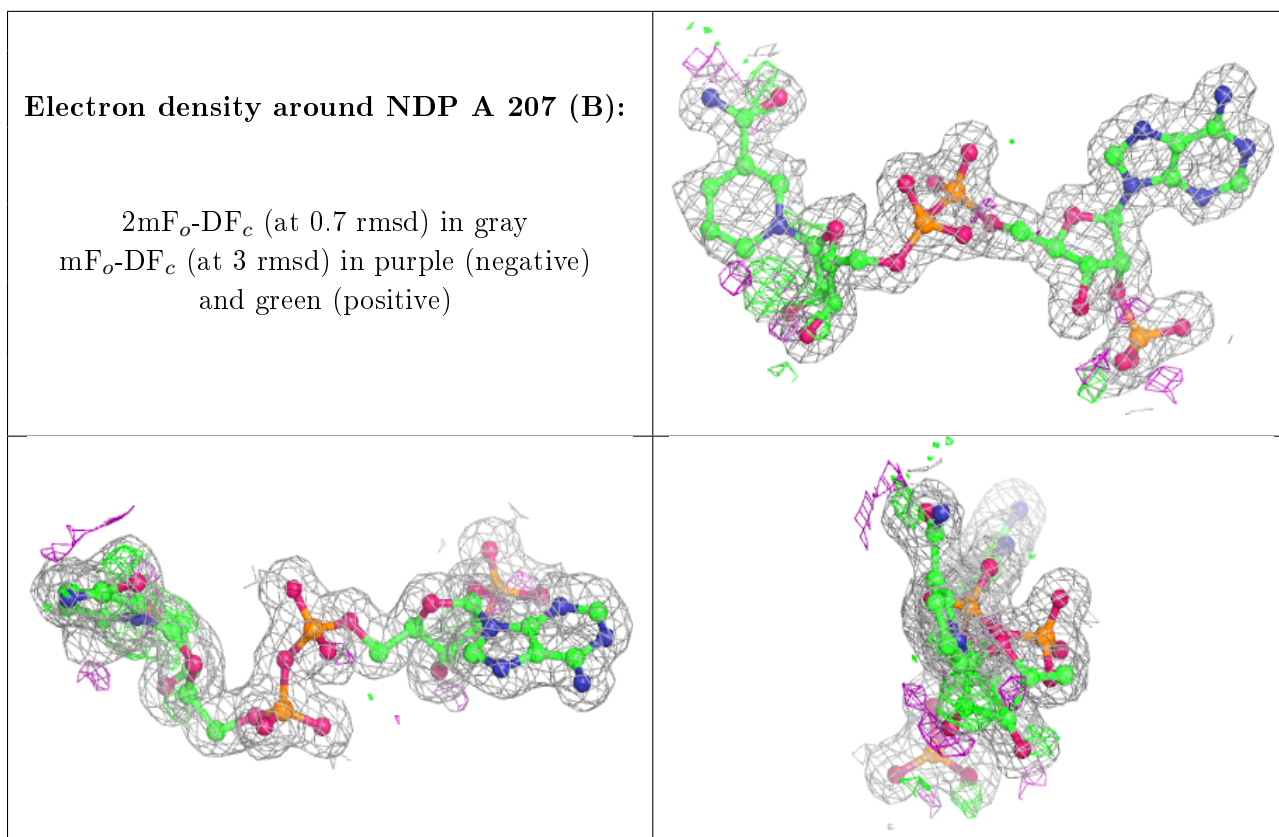 Electron density around NDP A 207 (B):
2mFₒ-DF𝒸 (at 0.7 rmsd) in gray
mFₒ-DF𝒸 (at 3 rmsd) in purple (negative)
and green (positive)